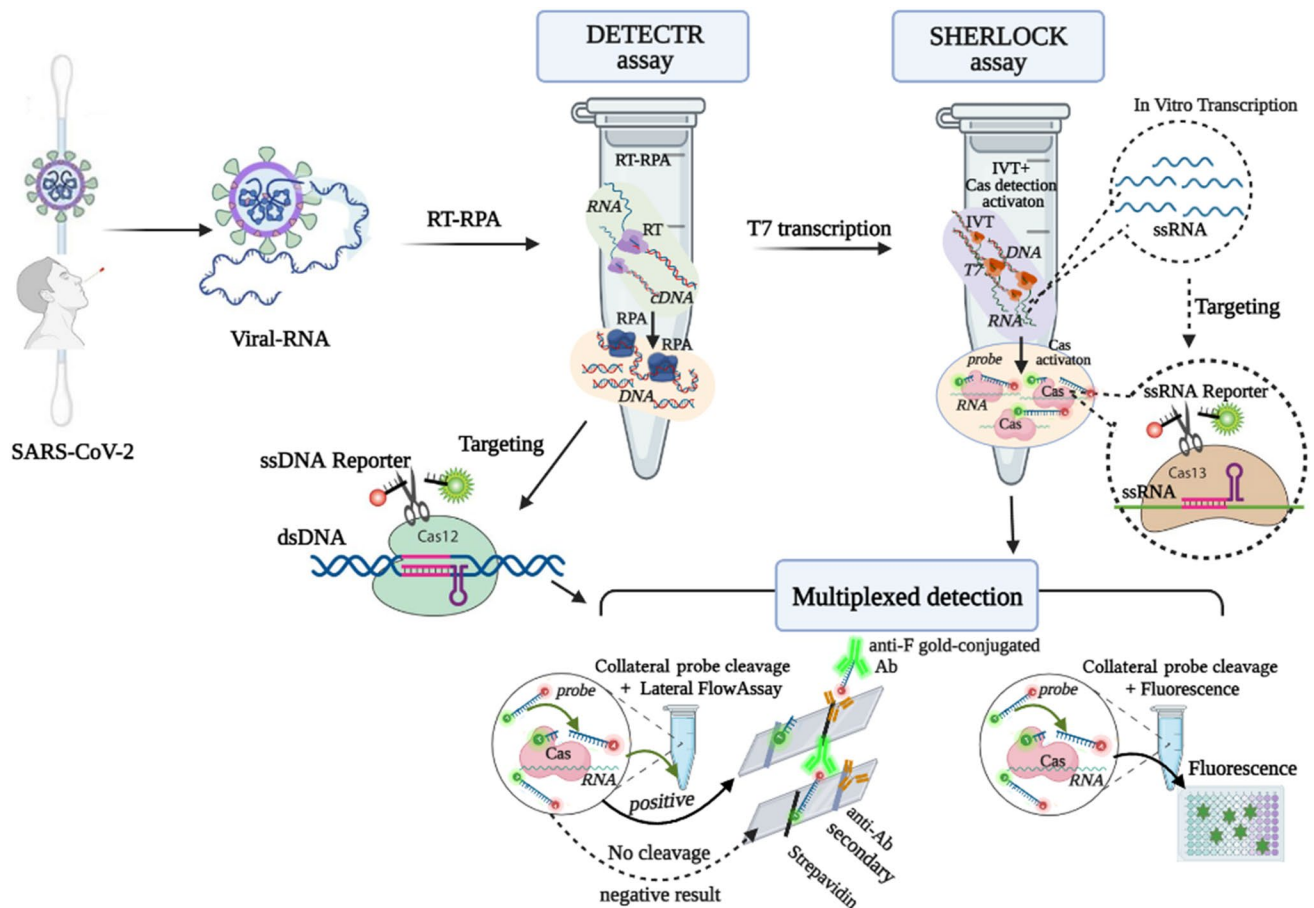 DETECTR
assay
SHERLOCK
assay
SARS-CoV-2
Viral-RNA
RT-RPA
RT-RPA
RNA
RT
cDNA
RPA
RPA
DNA
T7 transcription
IVT+
Cas detection
activaton
IVT
DNA
T7
RNA
Cas
activaton
probe
RNA
Cas
Cas
In Vitro Transcription
ssRNA
Targeting
ssRNA Reporter
Cas13
ssRNA
Targeting
ssDNA Reporter
Cas12
dsDNA
Multiplexed detection
Collateral probe cleavage
+ Lateral FlowAssay
probe
Cas
RNA
positive
No cleavage
negative result
anti-F gold-conjugated
Ab
anti-Ab
secondary
Strepavidin
Collateral probe cleavage
+ Fluorescence
probe
Cas
RNA
Fluorescence